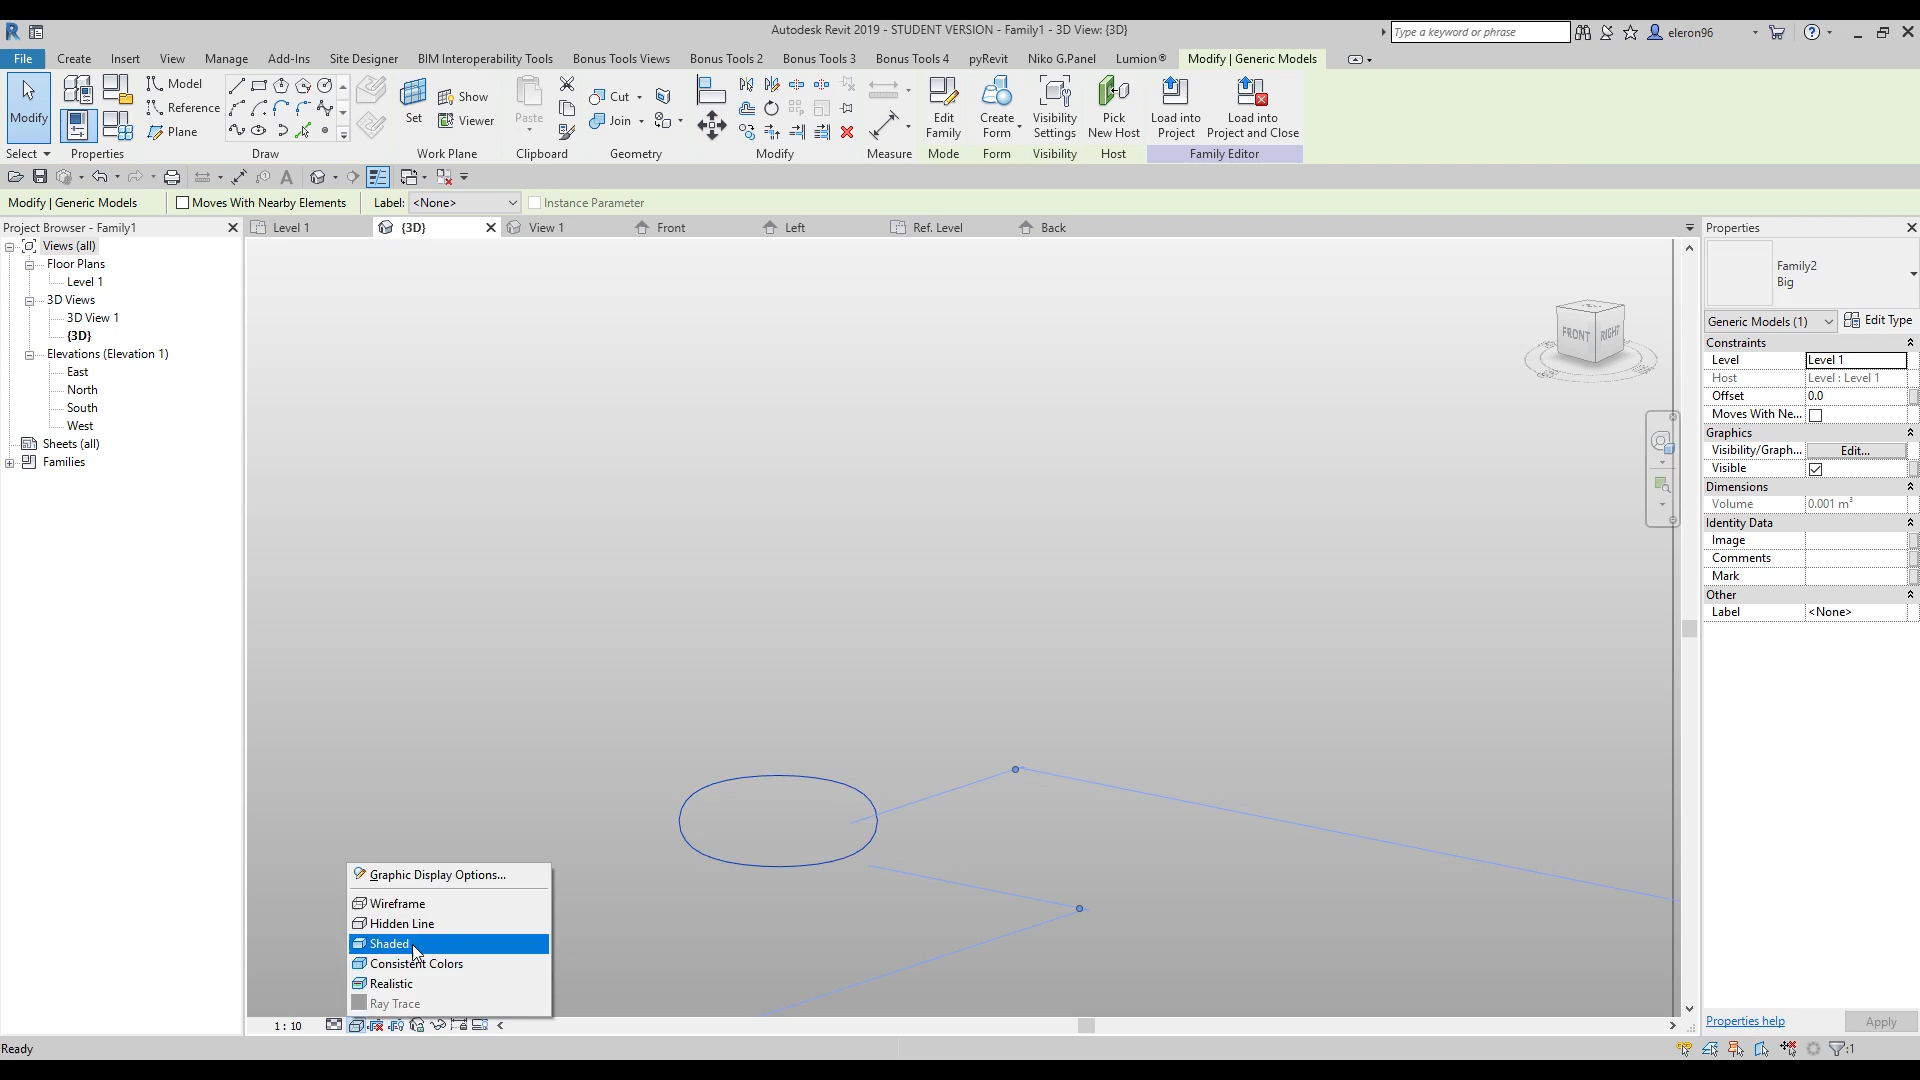 Autodesk Revit 2019 - STUDENT VERSION - Family1 - 3D View: {3D}
Type a keyword or phrase
eleron96
File Create Insert View Manage Add-Ins Site Designer BIM Interoperability Tools Bonus Tools Views Bonus Tools 2 Bonus Tools 3 Bonus Tools 4 pyRevit Niko G.Panel Lumion® Modify | Generic Models
Modify
Model
Reference
Plane
Set
Show
Viewer
Paste
Cut
Join
Edit Family
Create Form
Visibility Settings
Pick New Host
Load into Project
Load into Project and Close
Select Properties Draw Work Plane Clipboard Geometry Modify Measure Mode Form Visibility Host Family Editor
Modify | Generic Models
Moves With Nearby Elements
Label: <None>
Instance Parameter
Project Browser - Family1
Views (all)
Floor Plans
Level 1
3D Views
3D View 1
{3D}
Elevations (Elevation 1)
East
North
South
West
Sheets (all)
Families
Level 1 {3D} View 1 Front Left Ref. Level Back
FRONT RIGHT
Graphic Display Options...
Wireframe
Hidden Line
Shaded
Consistent Colors
Realistic
Ray Trace
1 : 10
Properties
Family2
Big
Generic Models (1) Edit Type
Constraints
Level Level 1
Host Level : Level 1
Offset 0.0
Moves With Ne...
Graphics
Visibility/Graph... Edit...
Visible
Dimensions
Volume 0.001 m³
Identity Data
Image
Comments
Mark
Other
Label <None>
Properties help Apply
Ready
:1